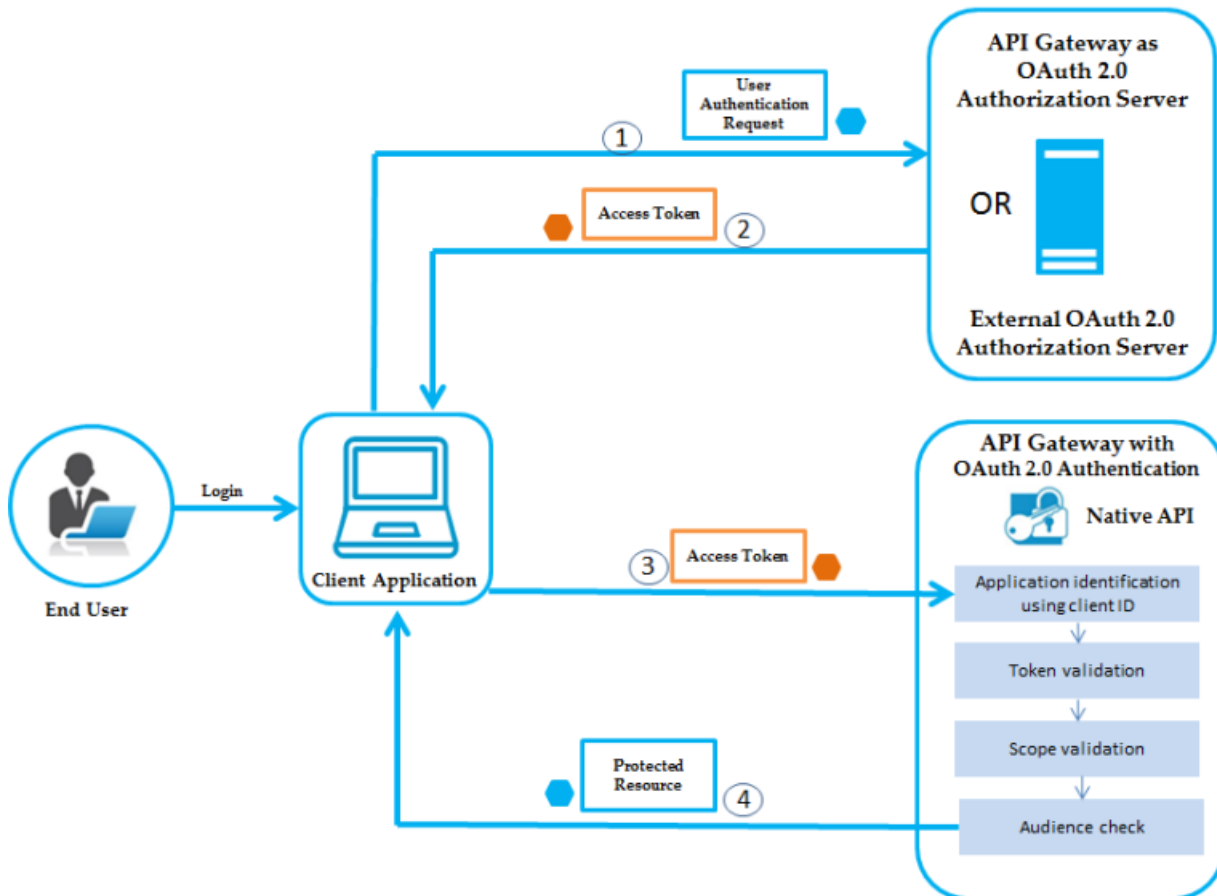 API Gateway as
OAuth 2.0
Authorization Server
User
Authentication
Request
1
Access Token
2
OR
External OAuth 2.0
Authorization Server
API Gateway with
OAuth 2.0 Authentication
Native API
Login
Client Application
End User
3
Access Token
Application identification
using client ID
Token validation
Scope validation
Protected
Resource
4
Audience check